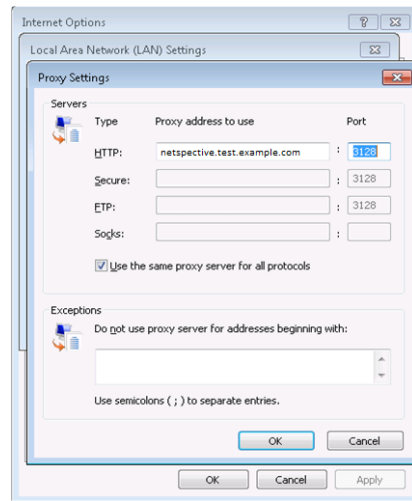 Internet Options
Local Area Network (LAN) Settings
Proxy Settings
Servers
Type Proxy address to use Port
HTTP: netspective.test.example.com : 3128
Secure: : 3128
FTP: : 3128
Socks: :
Use the same proxy server for all protocols
Exceptions
Do not use proxy server for addresses beginning with:
Use semicolons ( ; ) to separate entries.
OK Cancel
OK Cancel Apply